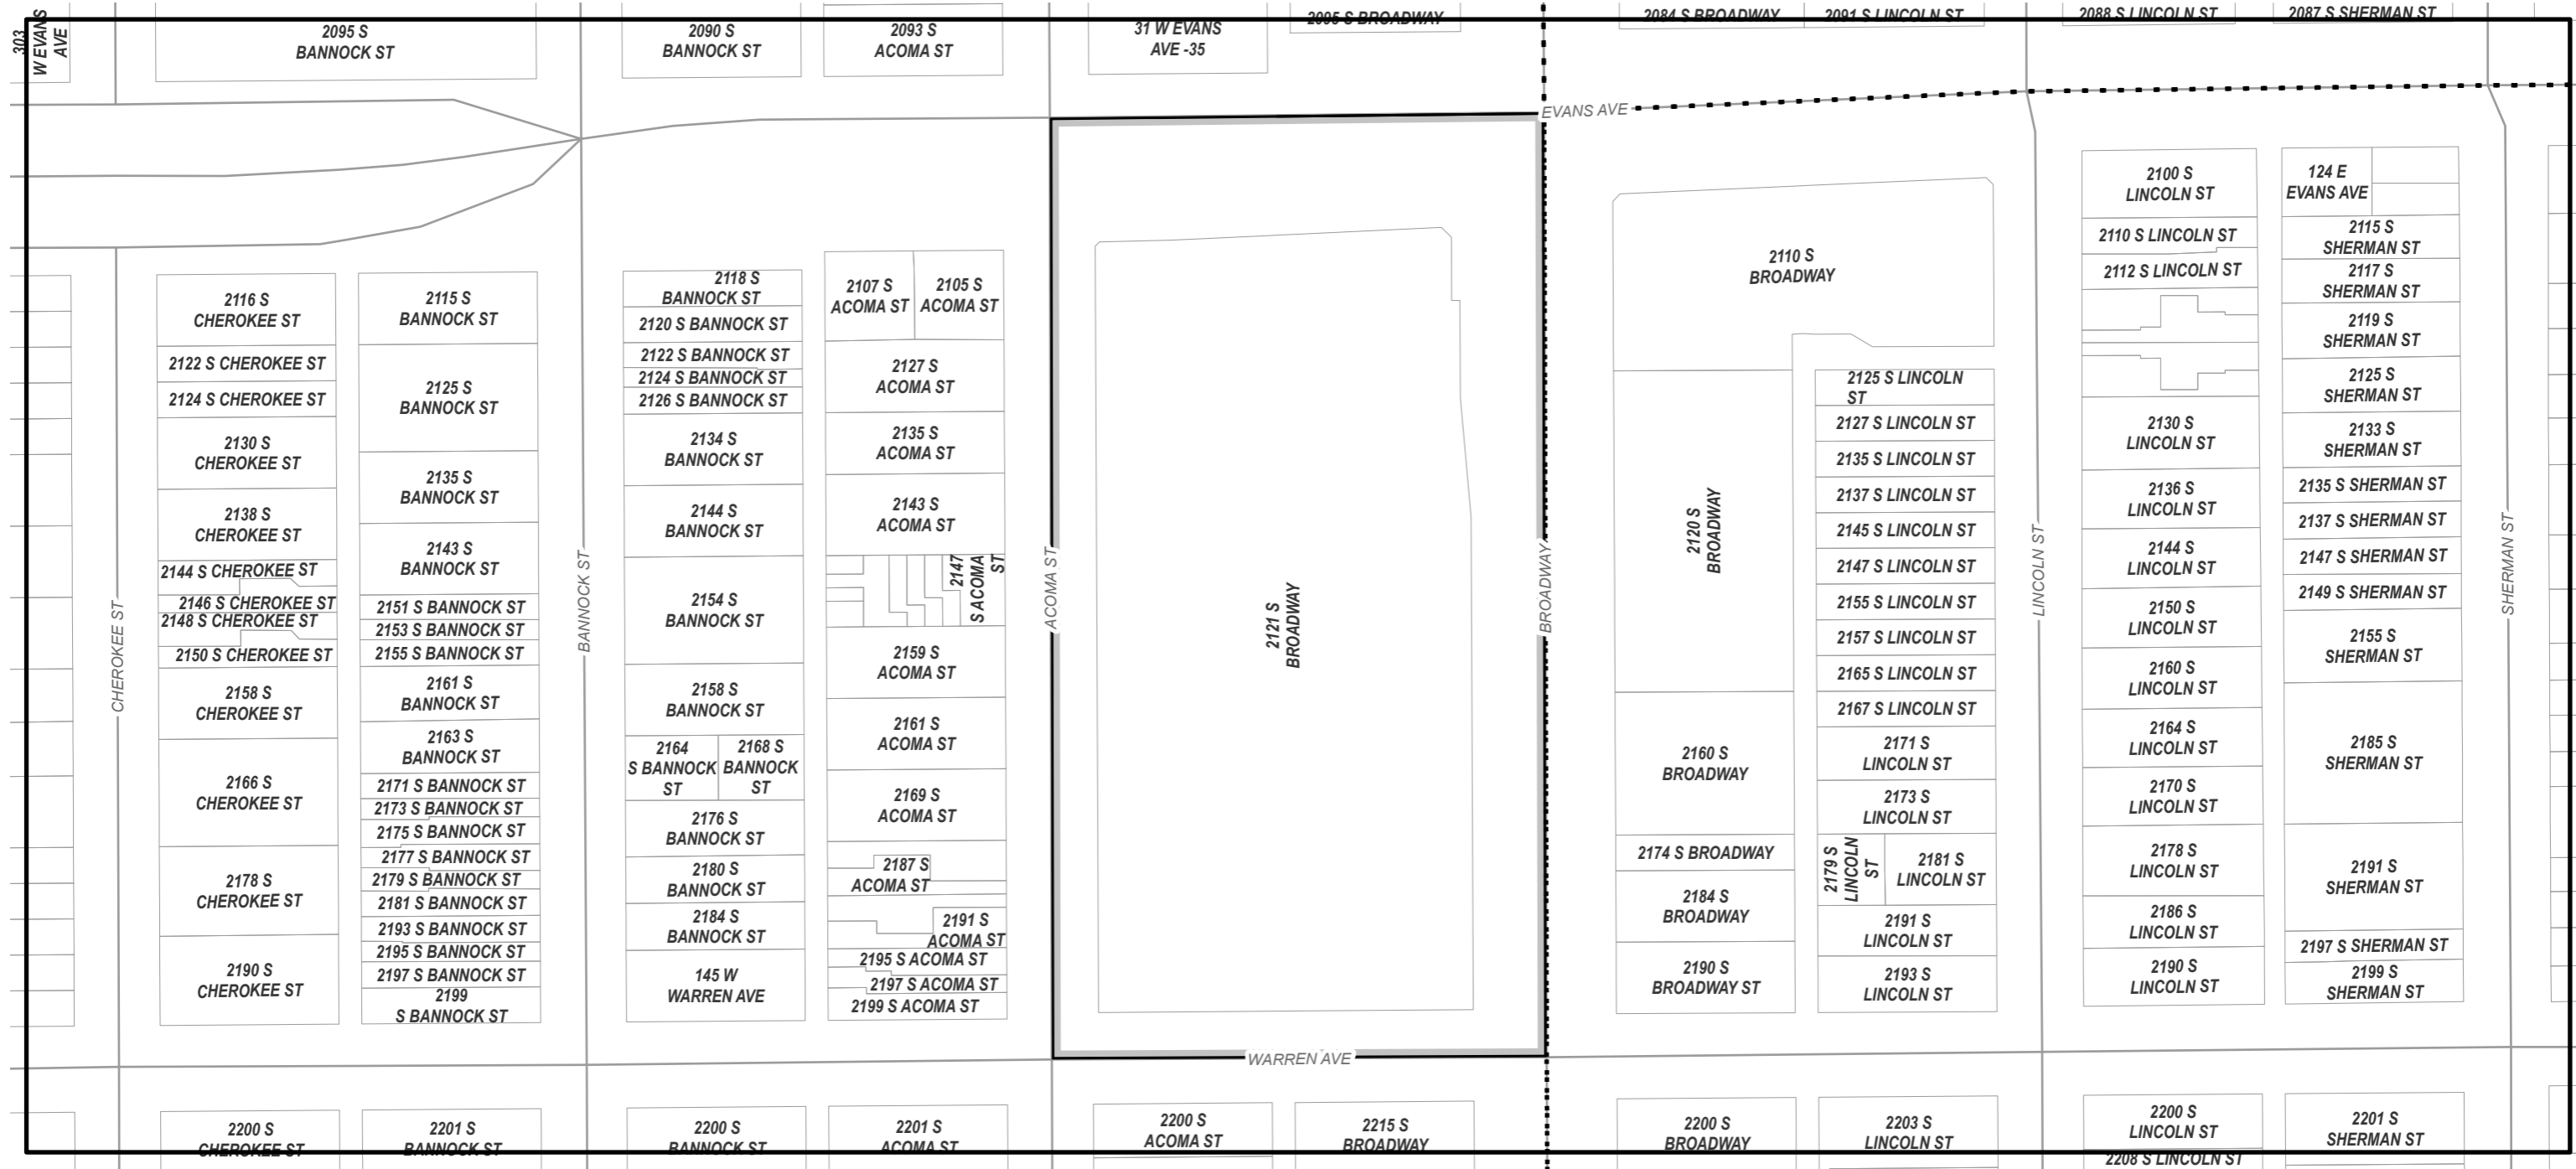 303
W EVANS
AVE
2095 S
BANNOCK ST
2090 S
BANNOCK ST
2093 S
ACOMA ST
31 W EVANS
AVE -35
2095 S BROADWAY
2084 S BROADWAY
2091 S LINCOLN ST
2088 S LINCOLN ST
2087 S SHERMAN ST
EVANS AVE
CHEROKEE ST
2116 S
CHEROKEE ST
2122 S CHEROKEE ST
2124 S CHEROKEE ST
2130 S
CHEROKEE ST
2138 S
CHEROKEE ST
2144 S CHEROKEE ST
2146 S CHEROKEE ST
2148 S CHEROKEE ST
2150 S CHEROKEE ST
2158 S
CHEROKEE ST
2166 S
CHEROKEE ST
2178 S
CHEROKEE ST
2190 S
CHEROKEE ST
2115 S
BANNOCK ST
2125 S
BANNOCK ST
2135 S
BANNOCK ST
2143 S
BANNOCK ST
2151 S BANNOCK ST
2153 S BANNOCK ST
2155 S BANNOCK ST
2161 S
BANNOCK ST
2163 S
BANNOCK ST
2171 S BANNOCK ST
2173 S BANNOCK ST
2175 S BANNOCK ST
2177 S BANNOCK ST
2179 S BANNOCK ST
2181 S BANNOCK ST
2193 S BANNOCK ST
2195 S BANNOCK ST
2197 S BANNOCK ST
2199
S BANNOCK ST
BANNOCK ST
2118 S
BANNOCK ST
2120 S BANNOCK ST
2122 S BANNOCK ST
2124 S BANNOCK ST
2126 S BANNOCK ST
2134 S
BANNOCK ST
2144 S
BANNOCK ST
2154 S
BANNOCK ST
2158 S
BANNOCK ST
2164
S BANNOCK
ST
2168 S
BANNOCK
ST
2176 S
BANNOCK ST
2180 S
BANNOCK ST
2184 S
BANNOCK ST
145 W
WARREN AVE
2107 S
ACOMA ST
2105 S
ACOMA ST
2127 S
ACOMA ST
2135 S
ACOMA ST
2143 S
ACOMA ST
2147
S ACOMA
ST
2159 S
ACOMA ST
2161 S
ACOMA ST
2169 S
ACOMA ST
2187 S
ACOMA ST
2191 S
ACOMA ST
2195 S ACOMA ST
2197 S ACOMA ST
2199 S ACOMA ST
ACOMA ST
2121 S
BROADWAY
BROADWAY
2110 S
BROADWAY
2120 S
BROADWAY
2160 S
BROADWAY
2174 S BROADWAY
2184 S
BROADWAY
2190 S
BROADWAY ST
2125 S LINCOLN
ST
2127 S LINCOLN ST
2135 S LINCOLN ST
2137 S LINCOLN ST
2145 S LINCOLN ST
2147 S LINCOLN ST
2155 S LINCOLN ST
2157 S LINCOLN ST
2165 S LINCOLN ST
2167 S LINCOLN ST
2171 S
LINCOLN ST
2173 S
LINCOLN ST
2179 S
LINCOLN
ST
2181 S
LINCOLN ST
2191 S
LINCOLN ST
2193 S
LINCOLN ST
LINCOLN ST
2100 S
LINCOLN ST
2110 S LINCOLN ST
2112 S LINCOLN ST
2130 S
LINCOLN ST
2136 S
LINCOLN ST
2144 S
LINCOLN ST
2150 S
LINCOLN ST
2160 S
LINCOLN ST
2164 S
LINCOLN ST
2170 S
LINCOLN ST
2178 S
LINCOLN ST
2186 S
LINCOLN ST
2190 S
LINCOLN ST
124 E
EVANS AVE
2115 S
SHERMAN ST
2117 S
SHERMAN ST
2119 S
SHERMAN ST
2125 S
SHERMAN ST
2133 S
SHERMAN ST
2135 S SHERMAN ST
2137 S SHERMAN ST
2147 S SHERMAN ST
2149 S SHERMAN ST
2155 S
SHERMAN ST
2185 S
SHERMAN ST
2191 S
SHERMAN ST
2197 S SHERMAN ST
2199 S
SHERMAN ST
SHERMAN ST
WARREN AVE
2200 S
CHEROKEE ST
2201 S
BANNOCK ST
2200 S
BANNOCK ST
2201 S
ACOMA ST
2200 S
ACOMA ST
2215 S
BROADWAY
2200 S
BROADWAY
2203 S
LINCOLN ST
2200 S
LINCOLN ST
2208 S LINCOLN ST
2201 S
SHERMAN ST